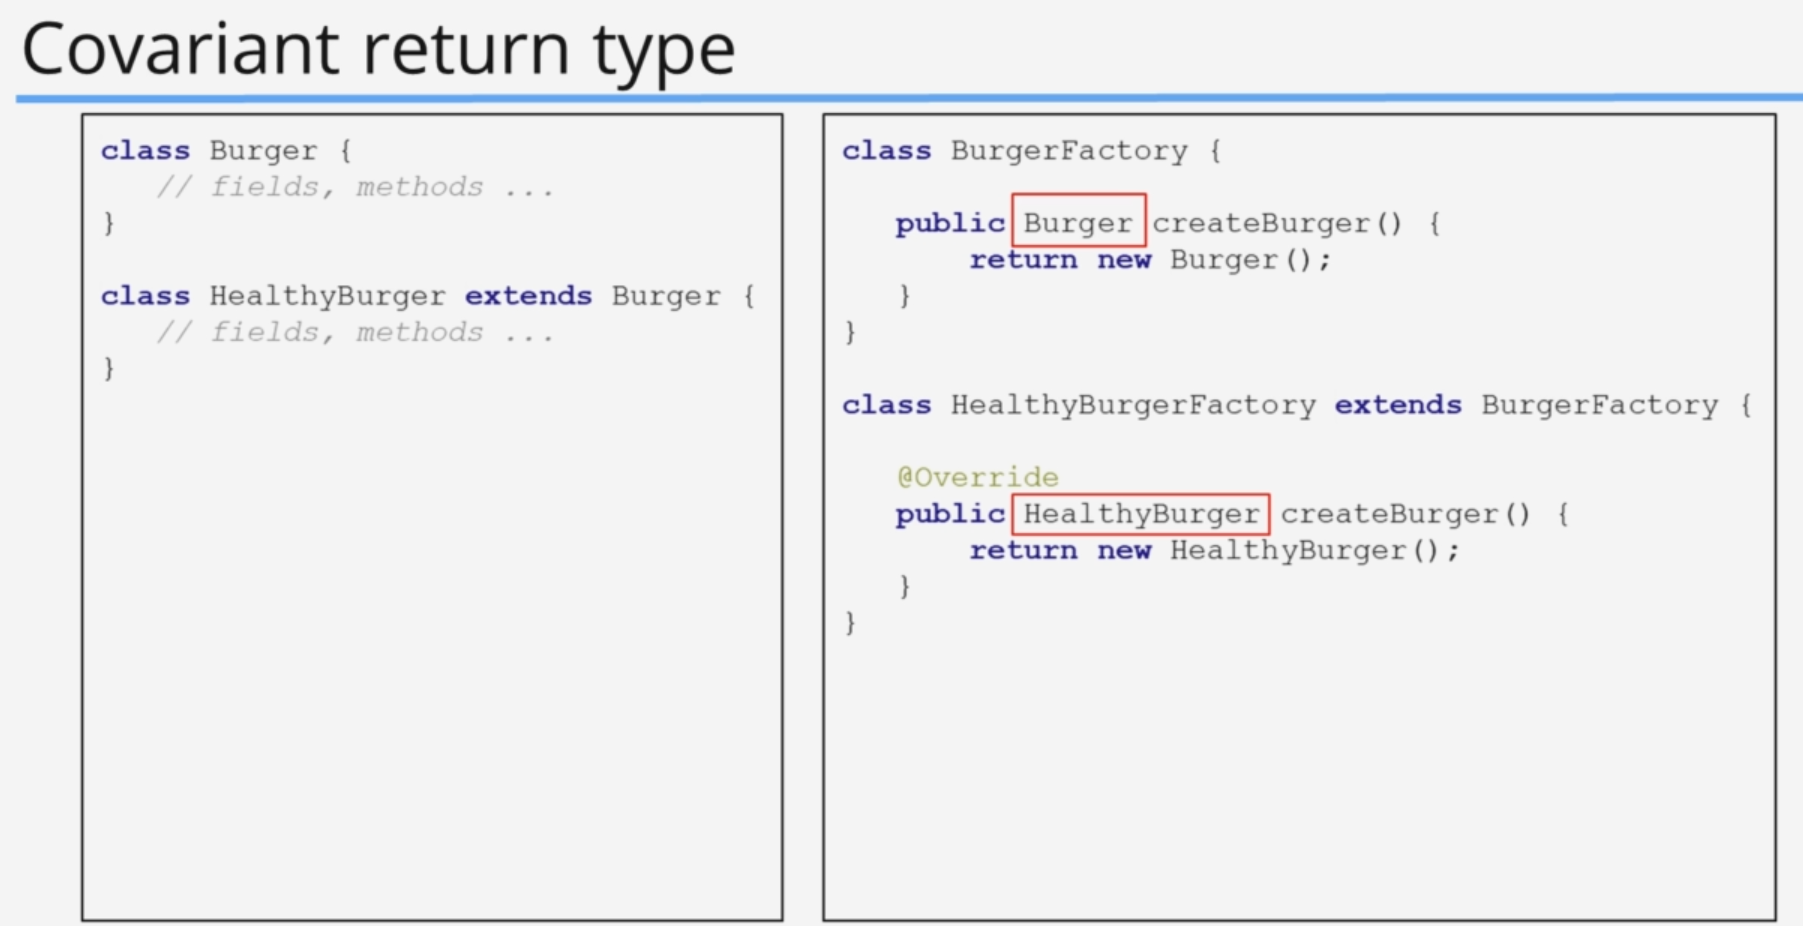 Covariant return type
class Burger {
// fields, methods ...
}
class HealthyBurger extends Burger {
// fields, methods ...
}
class BurgerFactory {
public Burger createBurger() {
return new Burger();
}
}
class HealthyBurgerFactory extends BurgerFactory {
@Override
public HealthyBurger createBurger() {
return new HealthyBurger();
}
}